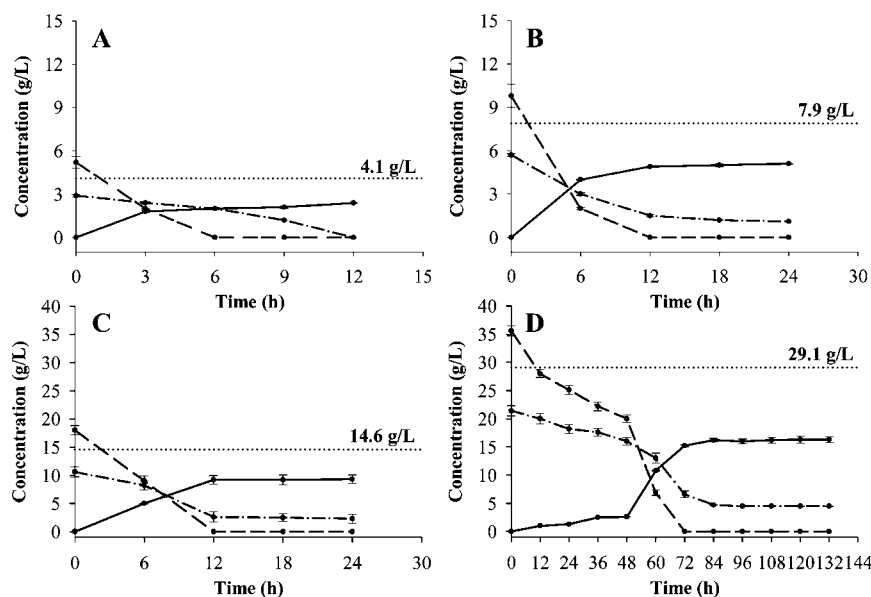 A
Concentration (g/L)
15
12
9
6
3
0
4.1 g/L
0 3 6 9 12 15
Time (h)
B
Concentration (g/L)
15
12
9
6
3
0
7.9 g/L
0 6 12 18 24 30
Time (h)
C
Concentration (g/L)
40
35
30
25
20
15
10
5
0
14.6 g/L
0 6 12 18 24 30
Time (h)
D
Concentration (g/L)
40
35
30
25
20
15
10
5
0
29.1 g/L
0 12 24 36 48 60 72 84 96 108 120 132 144
Time (h)